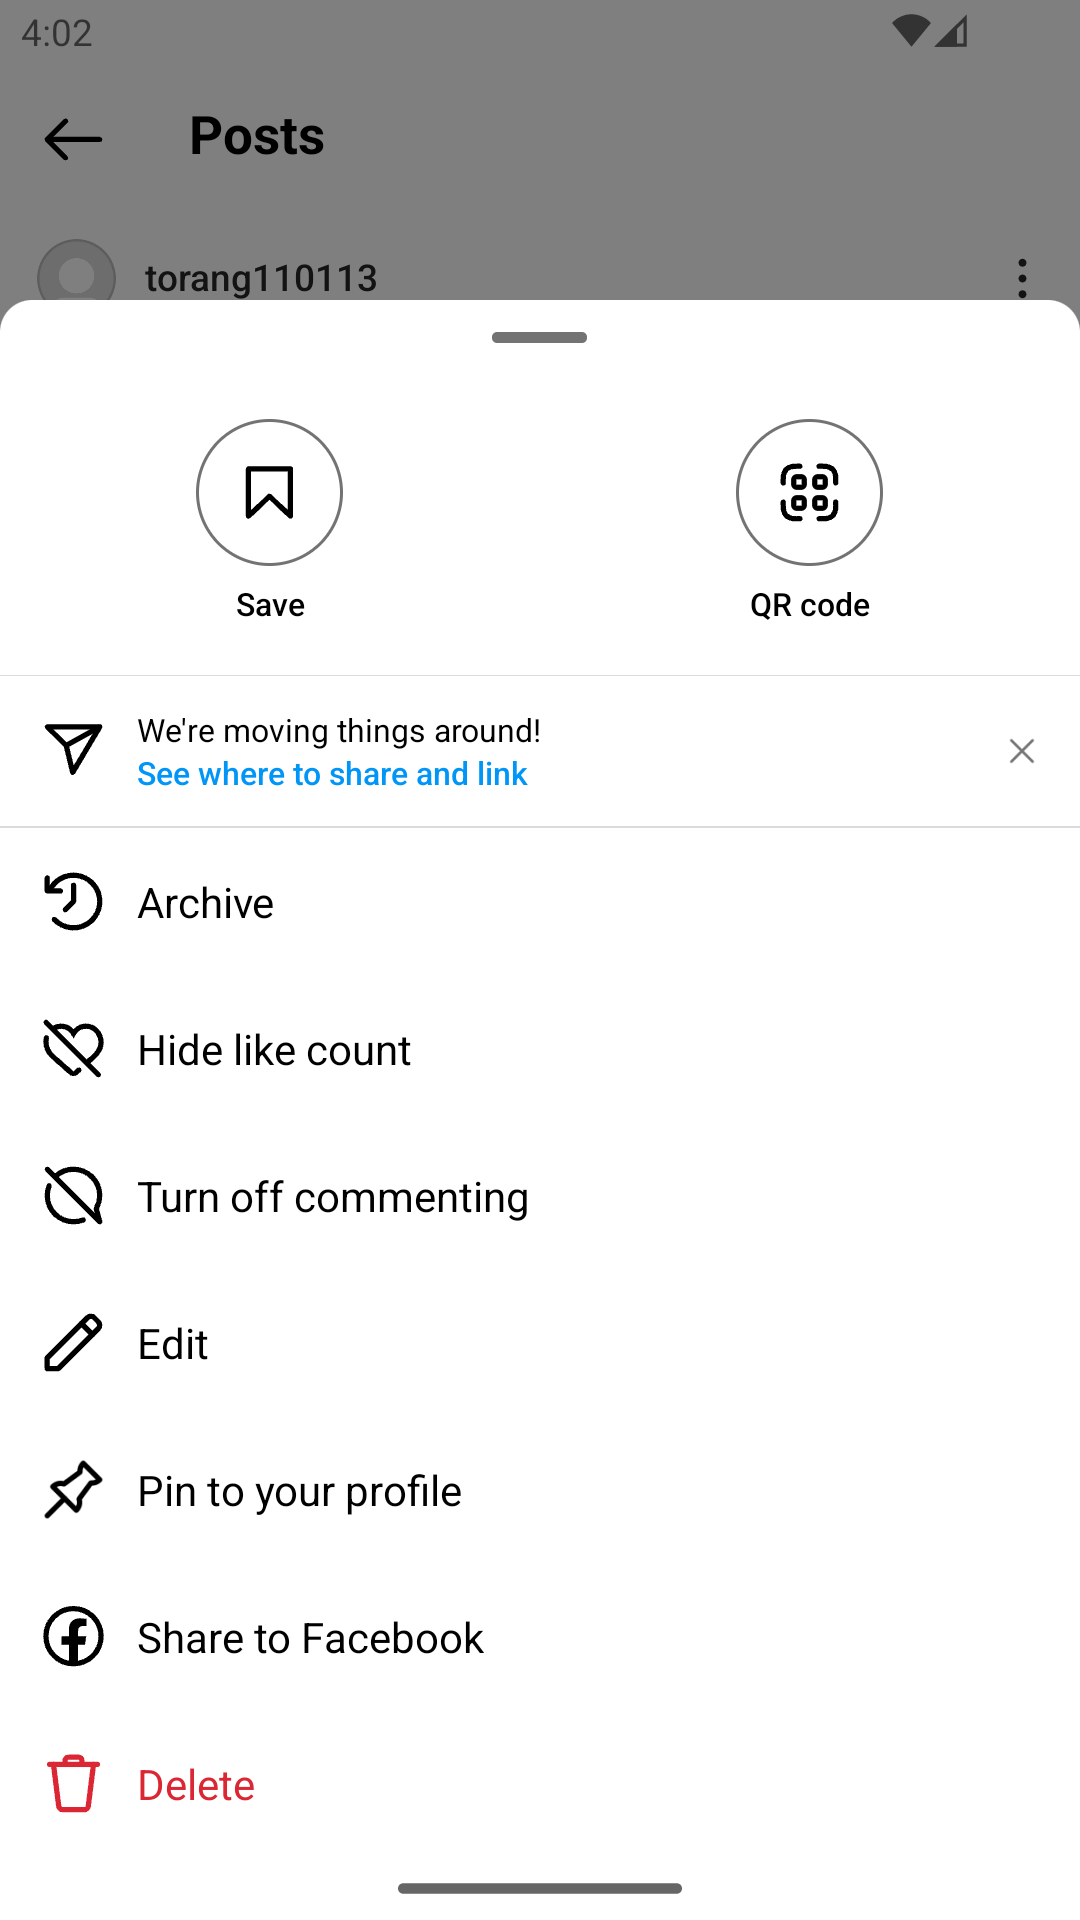 4:02
Posts
torang110113
Save
QR code
We're moving things around!
See where to share and link
Archive
Hide like count
Turn off commenting
Edit
Pin to your profile
Share to Facebook
Delete